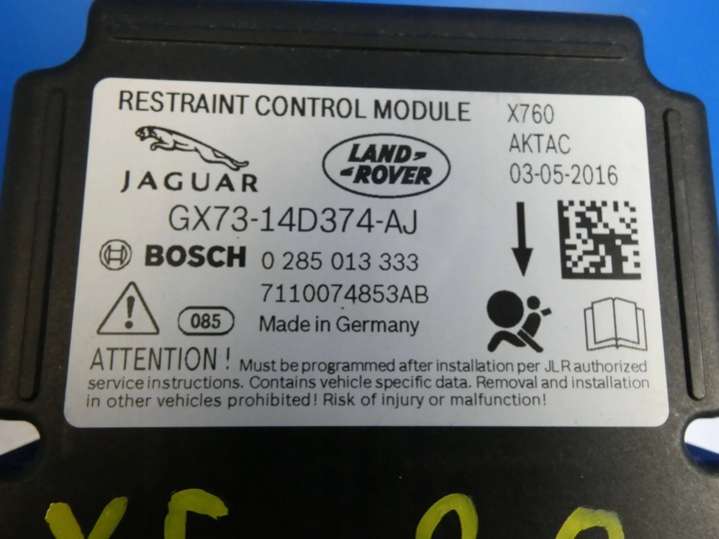 RESTRAINT CONTROL MODULE
X760
AKTAC
03-05-2016
JAGUAR
LAND-
-ROVER
GX73-14D374-AJ
BOSCH 0 285 013 333
7110074853AB
085 Made in Germany
ATTENTION! Must be programmed after installation per JLR authorized
service instructions. Contains vehicle specific data. Removal and installation
in other vehicles prohibited! Risk of injury or malfunction!